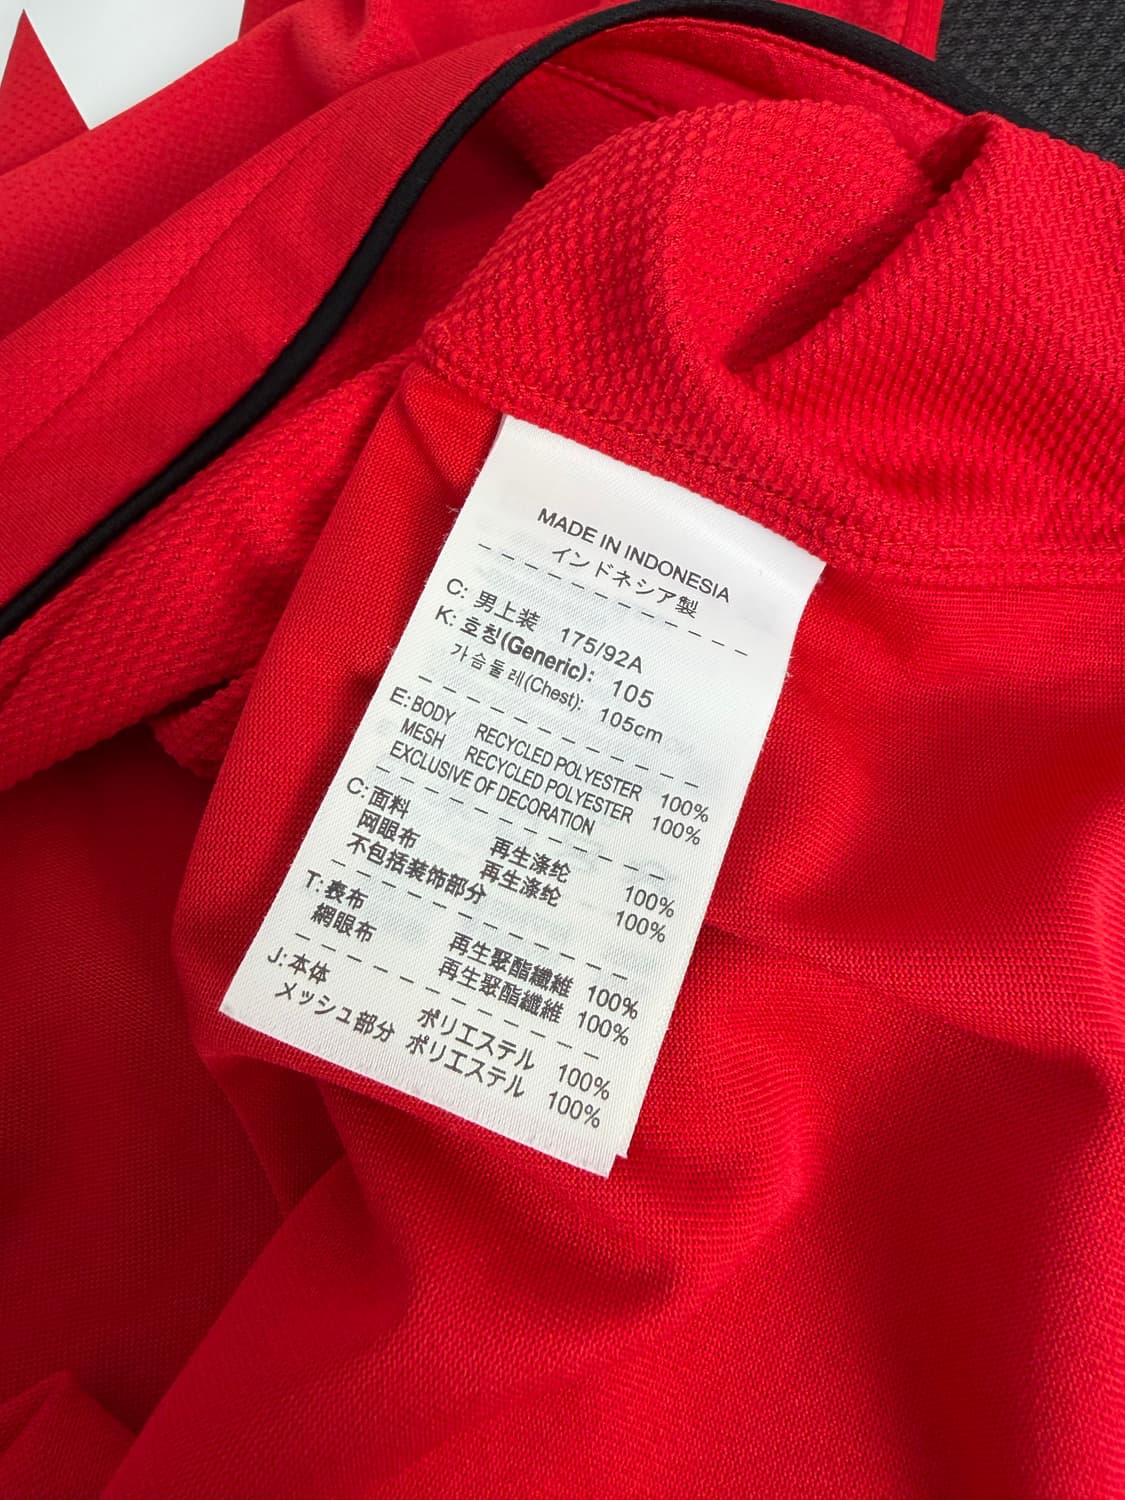 MADE IN INDONESIA
インドネシア製
C: 男上装 175/92A
K: 호칭(Generic): 105
가슴둘레(Chest): 105cm
E: BODY RECYCLED POLYESTER 100%
MESH RECYCLED POLYESTER 100%
EXCLUSIVE OF DECORATION
C: 面料 再生涤纶 100%
网眼布 再生涤纶 100%
不包括装饰部分
T: 表布 再生聚酯纖維 100%
網眼布 再生聚酯纖維 100%
J: 本体 ポリエステル 100%
メッシュ部分 ポリエステル 100%